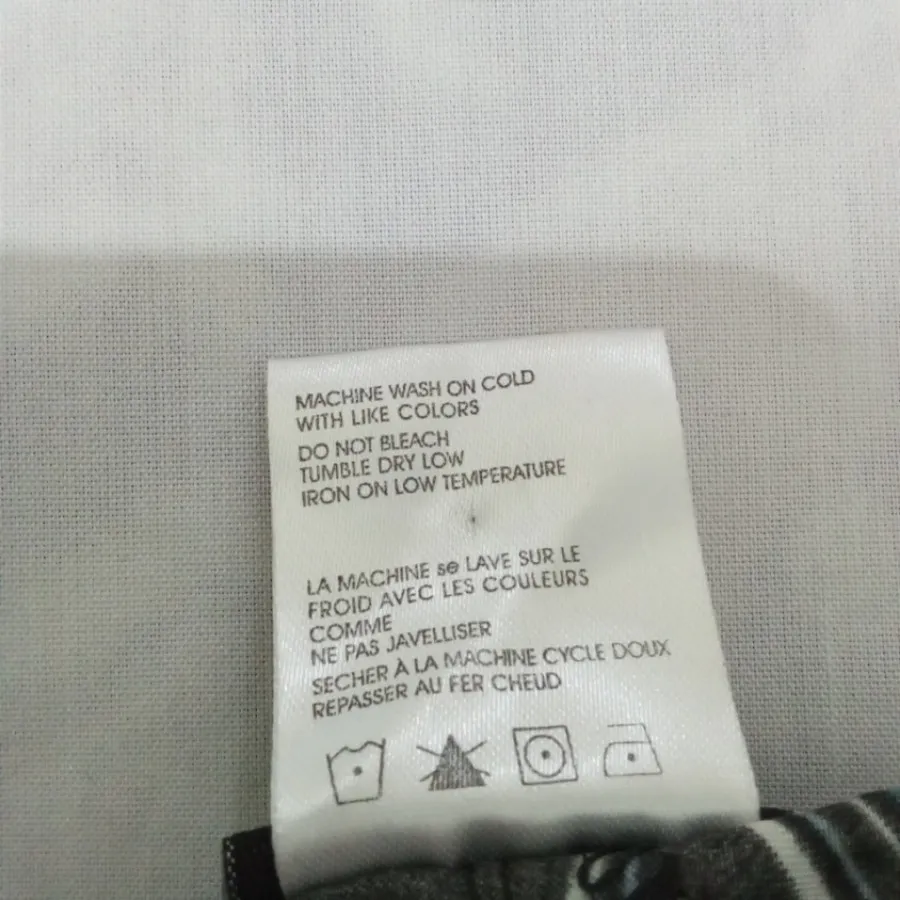 MACHINE WASH ON COLD
WITH LIKE COLORS
DO NOT BLEACH
TUMBLE DRY LOW
IRON ON LOW TEMPERATURE
LA MACHINE se LAVE SUR LE
FROID AVEC LES COULEURS
COMME
NE PAS JAVELLISER
SECHER À LA MACHINE CYCLE DOUX
REPASSER AU FER CHEUD